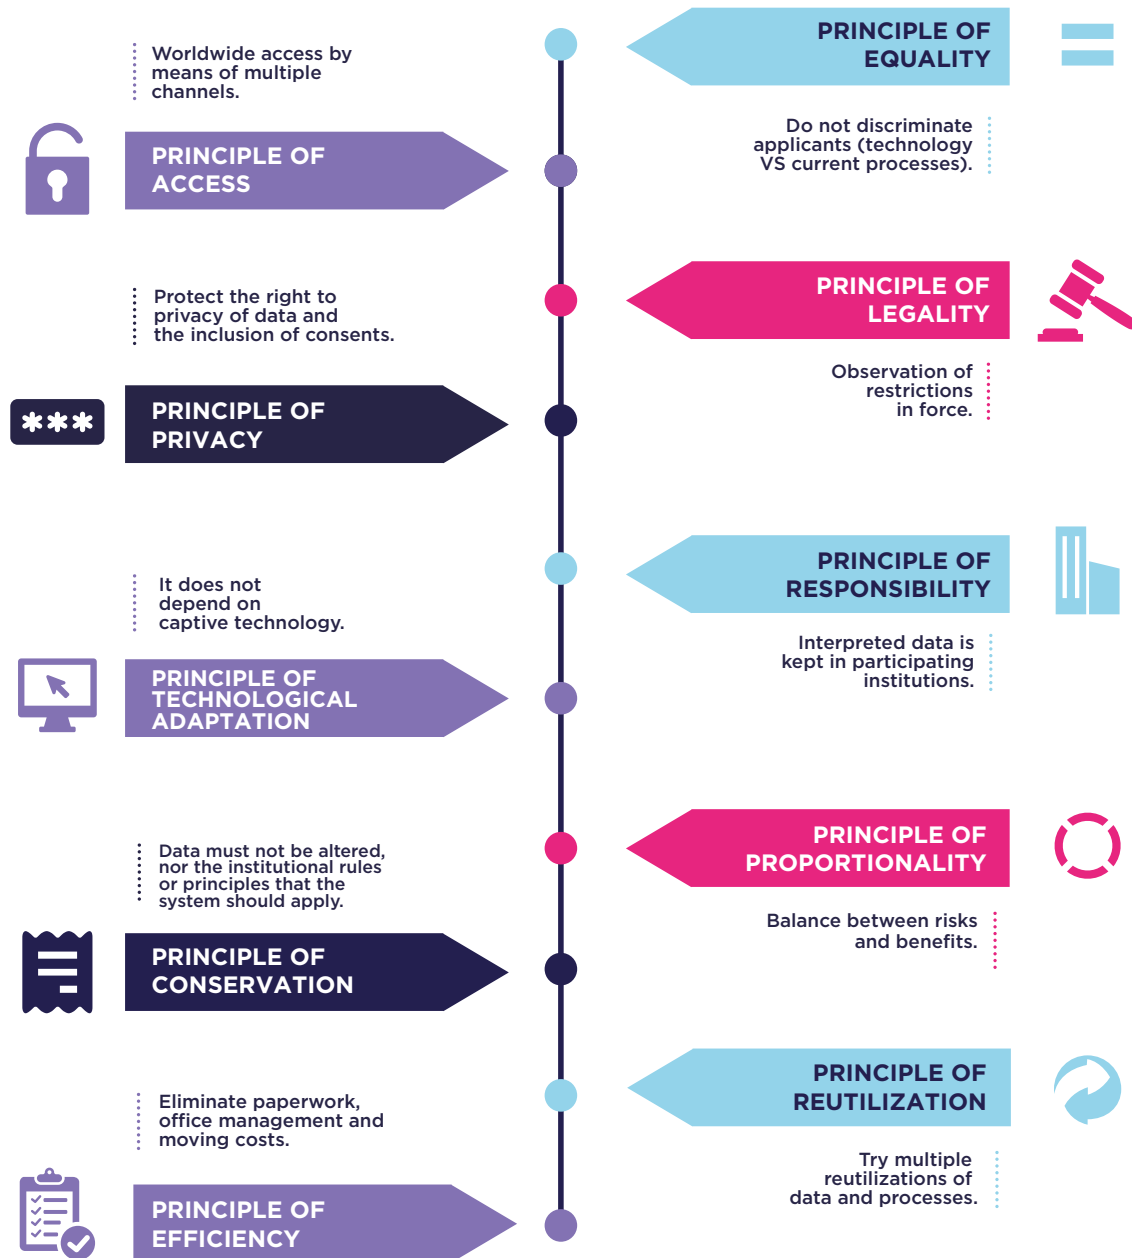 PRINCIPLE OF
EQUALITY
Do not discriminate
applicants (technology
VS current processes).
Worldwide access by
means of multiple
channels.
PRINCIPLE OF
ACCESS
PRINCIPLE OF
LEGALITY
Observation of
restrictions
in force.
Protect the right to
privacy of data and
the inclusion of consents.
***
PRINCIPLE OF
PRIVACY
PRINCIPLE OF
RESPONSIBILITY
Interpreted data is
kept in participating
institutions.
It does not
depend on
captive technology.
PRINCIPLE OF
TECHNOLOGICAL
ADAPTATION
PRINCIPLE OF
PROPORTIONALITY
Balance between risks
and benefits.
Data must not be altered,
nor the institutional rules
or principles that the
system should apply.
PRINCIPLE OF
CONSERVATION
PRINCIPLE OF
REUTILIZATION
Try multiple
reutilizations of
data and processes.
Eliminate paperwork,
office management and
moving costs.
PRINCIPLE OF
EFFICIENCY